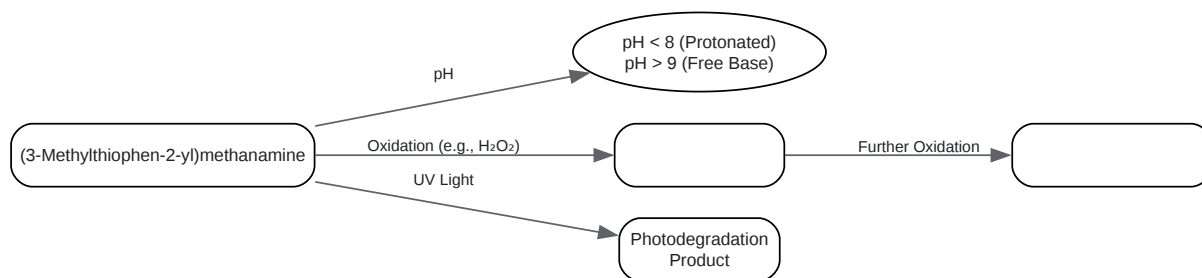 pH < 8 (Protonated)
pH > 9 (Free Base)
pH
(3-Methylthiophen-2-yl)methanamine
Oxidation (e.g., H₂O₂)
Further Oxidation
UV Light
Photodegradation
Product